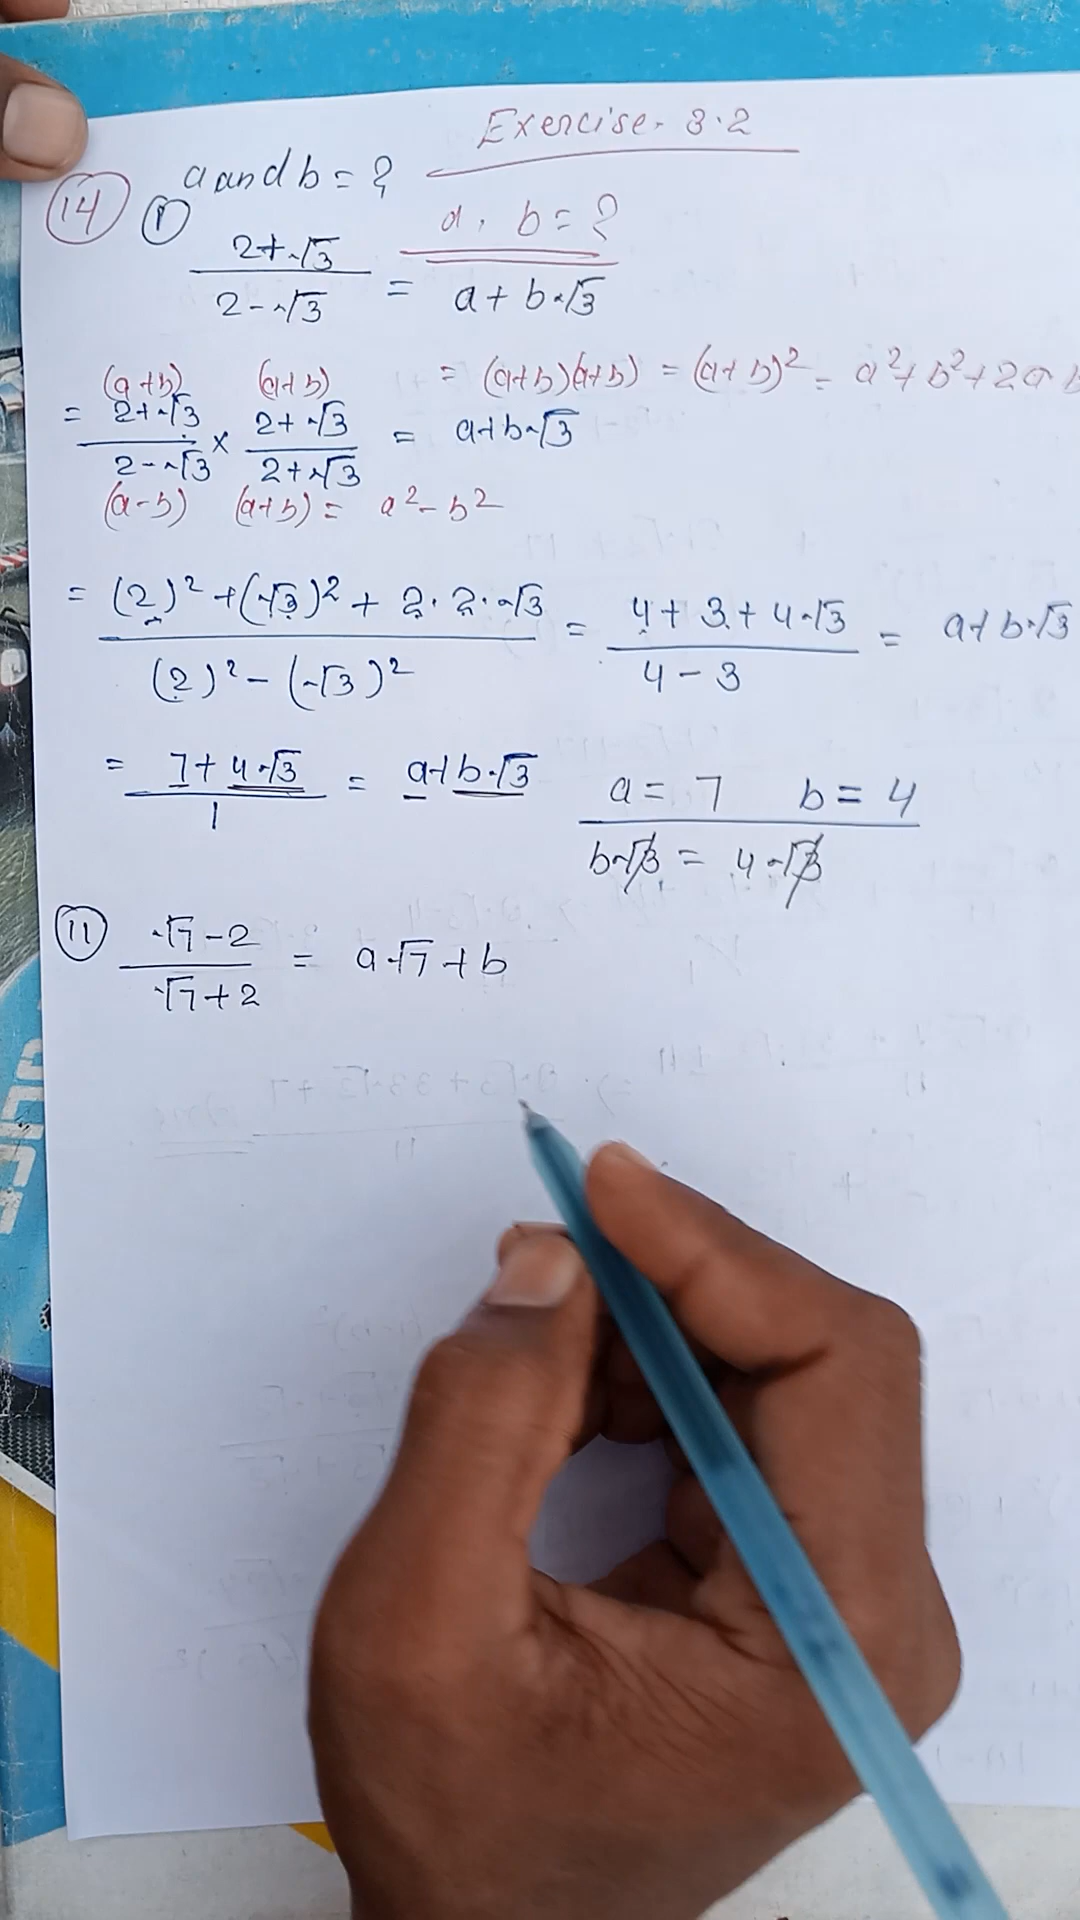 Exercise- 3.2
14 (i) a and b = ?
a, b = ?
2+√3 / 2-√3 = a + b√3
(a+b) (a+b) = (a+b)(a+b) = (a+b)² = a²+b²+2ab
= 2+√3 / 2-√3 × 2+√3 / 2+√3 = a+b√3
(a-b) (a+b) = a²-b²
= (2)²+(√3)²+2·2·√3 / (2)²-(√3)² = 4+3+4√3 / 4-3 = a+b√3
= 7+4√3 / 1 = a+b√3 a = 7 b = 4
b√3 = 4√3
(11) √7-2 / √7+2 = a√7+b